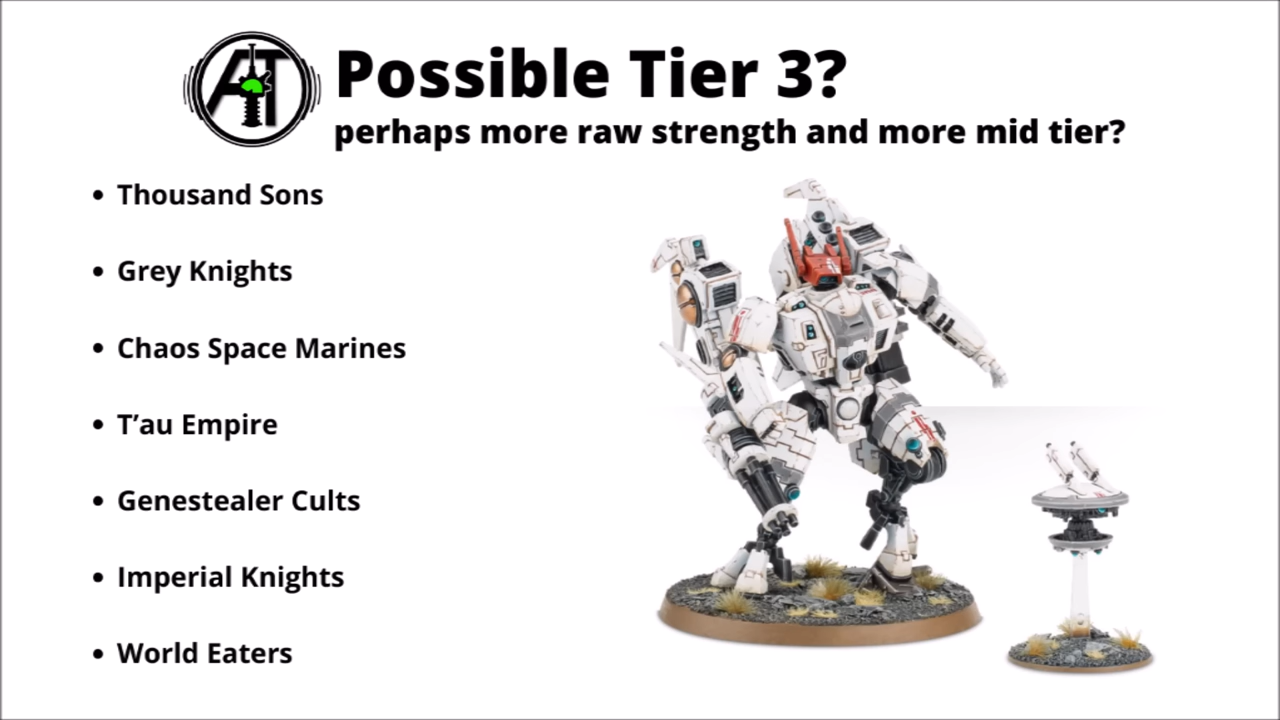 AT
Possible Tier 3?
perhaps more raw strength and more mid tier?
• Thousand Sons
• Grey Knights
• Chaos Space Marines
• T’au Empire
• Genestealer Cults
• Imperial Knights
• World Eaters